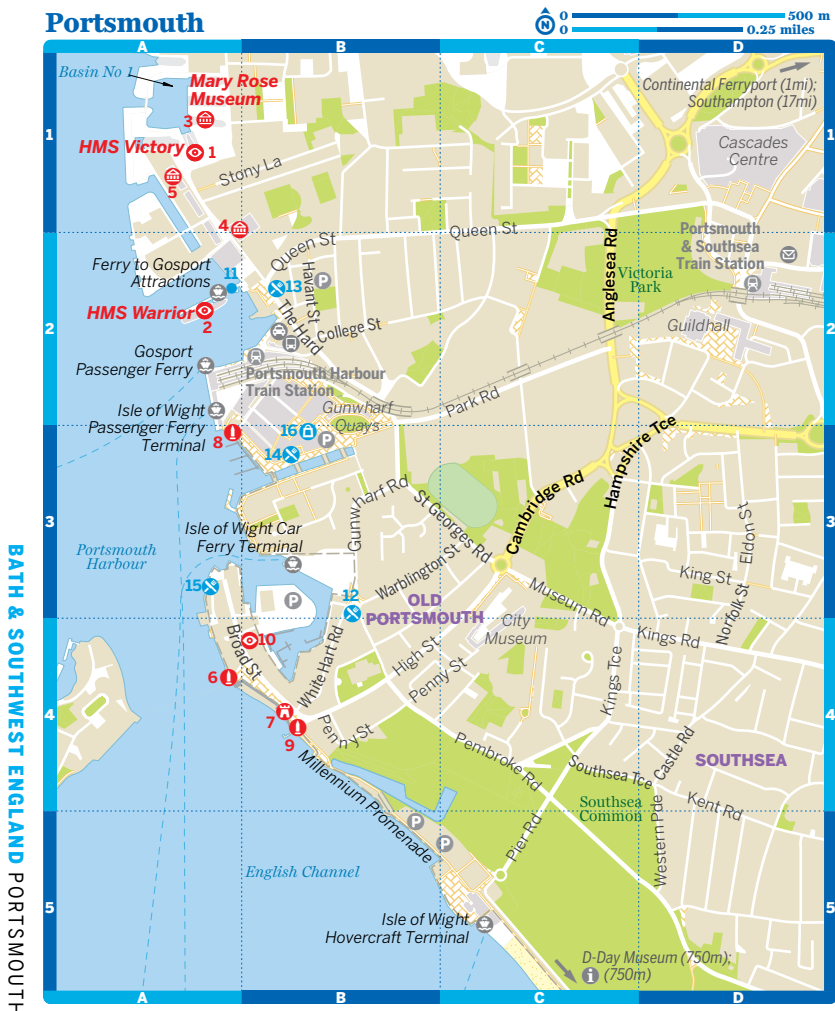 Portsmouth
0 500 m
N
0 0.25 miles
A B C D
1
2
3
4
5
1
2
3
4
5
A B C D
Basin No 1
Mary Rose
Museum
3
HMS Victory
1
5
Stony La
4
Continental Ferryport (1mi);
Southampton (17mi)
Cascades
Centre
Queen St
Queen St
Anglesea Rd
Portsmouth
& Southsea
Train Station
Victoria
Park
Guildhall
Ferry to Gosport
Attractions
11
13
Havant St
P
The Hard
College St
HMS Warrior
2
Gosport
Passenger Ferry
Portsmouth Harbour
Train Station
Isle of Wight
Passenger Ferry
Terminal
8
Gunwharf
Quays
16
P
14
Park Rd
Hampshire Tce
Cambridge Rd
Gunwharf Rd
St Georges Rd
Isle of Wight Car
Ferry Terminal
Portsmouth
Harbour
15
P
12
Warblington St
OLD
PORTSMOUTH
City
Museum
Museum Rd
Eldon St
King St
Norfolk St
Kings Rd
Kings Tce
Broad St
10
White Hart Rd
High St
Penny St
6
7
9
Penny St
Millennium Promenade
Pembroke Rd
Southsea Tce
Castle Rd
SOUTHSEA
Southsea
Common
Kent Rd
Western Pde
Pier Rd
P
P
English Channel
Isle of Wight
Hovercraft Terminal
D-Day Museum (750m);
i (750m)
BATH & SOUTHWEST ENGLAND PORTSMOUTH